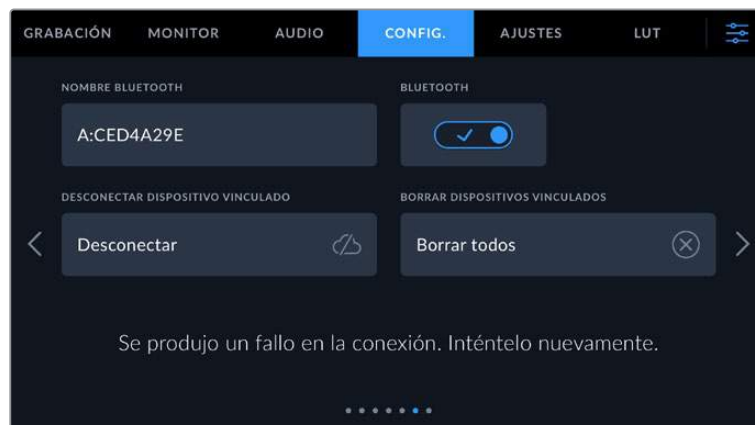 GRABACIÓN MONITOR AUDIO CONFIG. AJUSTES LUT
NOMBRE BLUETOOTH BLUETOOTH
A:CED4A29E
DESCONECTAR DISPOSITIVO VINCULADO BORRAR DISPOSITIVOS VINCULADOS
Desconectar Borrar todos
Se produjo un fallo en la conexión. Inténtelo nuevamente.